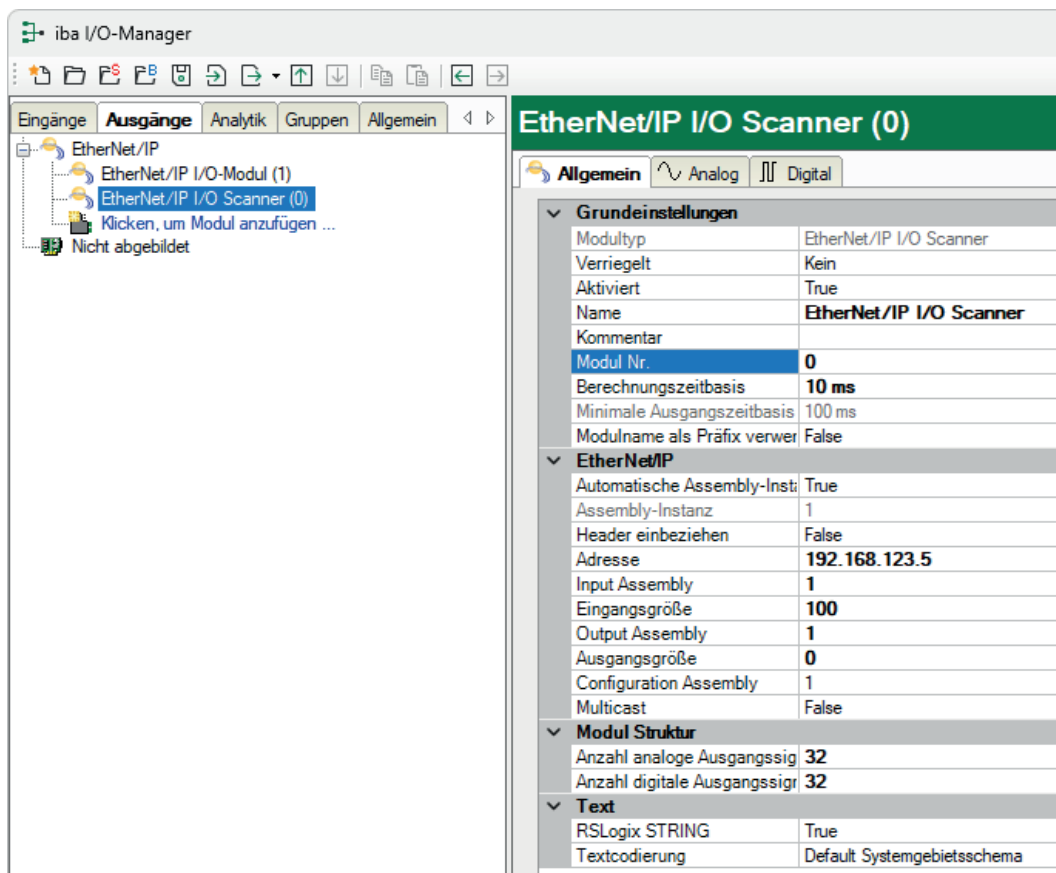 iba I/O-Manager
Eingänge Ausgänge Analytik Gruppen Allgemein
EtherNet/IP
EtherNet/IP I/O-Modul (1)
EtherNet/IP I/O Scanner (0)
Klicken, um Modul anzufügen ...
Nicht abgebildet
EtherNet/IP I/O Scanner (0)
Allgemein Analog Digital
Grundeinstellungen
Modultyp EtherNet/IP I/O Scanner
Verriegelt Kein
Aktiviert True
Name EtherNet/IP I/O Scanner
Kommentar
Modul Nr. 0
Berechnungszeitbasis 10 ms
Minimale Ausgangszeitbasis 100 ms
Modulname als Präfix verwer False
EtherNet/IP
Automatische Assembly-Insta True
Assembly-Instanz 1
Header einbeziehen False
Adresse 192.168.123.5
Input Assembly 1
Eingangsgröße 100
Output Assembly 1
Ausgangsgröße 0
Configuration Assembly 1
Multicast False
Modul Struktur
Anzahl analoge Ausgangssig 32
Anzahl digitale Ausgangssigr 32
Text
RSLogix STRING True
Textcodierung Default Systemgebietsschema